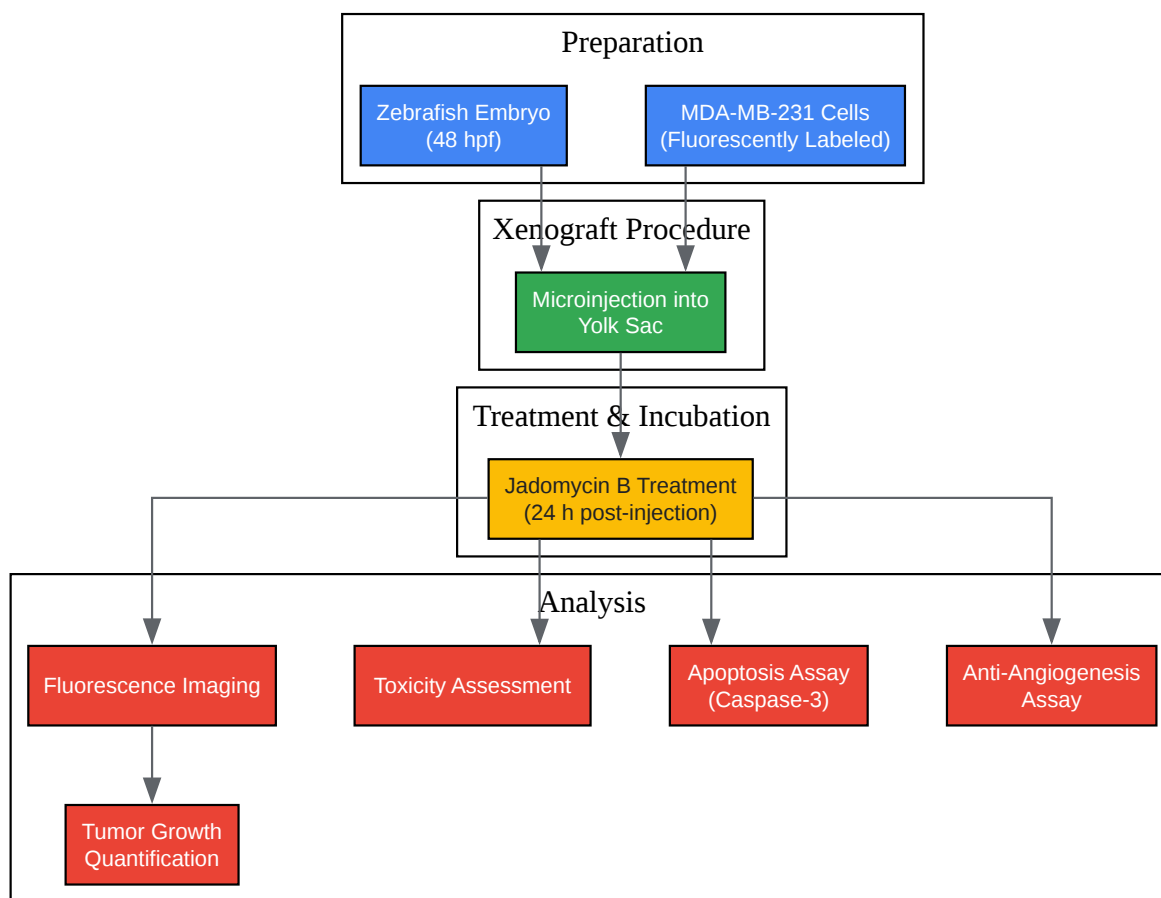 Preparation
Zebrafish Embryo
(48 hpf)
MDA-MB-231 Cells
(Fluorescently Labeled)
Xenograft Procedure
Microinjection into
Yolk Sac
Treatment & Incubation
Jadomycin B Treatment
(24 h post-injection)
Analysis
Fluorescence Imaging
Toxicity Assessment
Apoptosis Assay
(Caspase-3)
Anti-Angiogenesis
Assay
Tumor Growth
Quantification